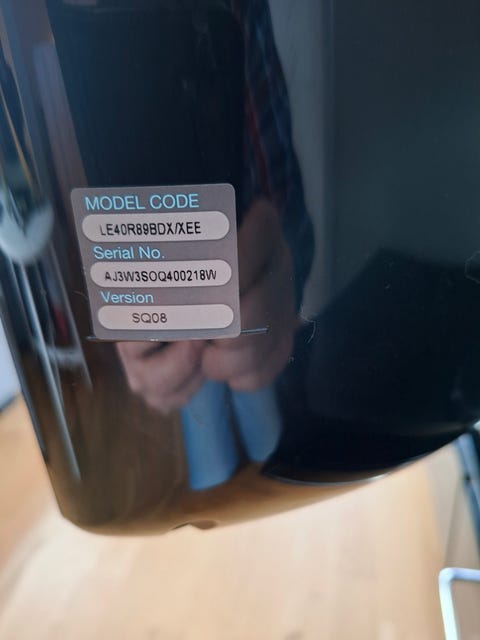 MODEL CODE
LE40R89BDX/XEE
Serial No.
AJ3W3SOQ400218W
Version
SQ08